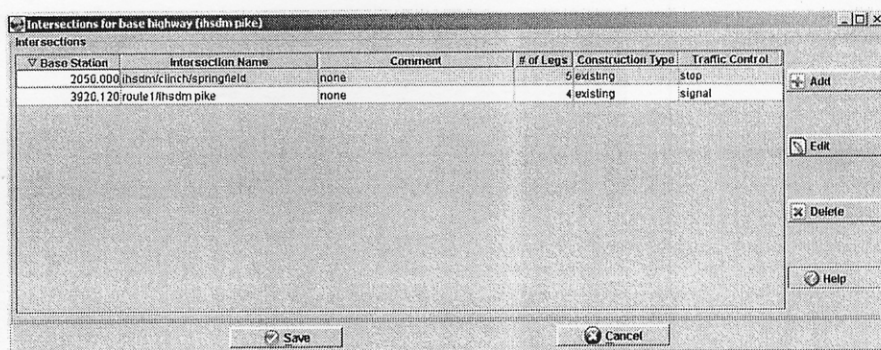 Intersections for base highway (ihsdm pike)
Intersections
▽ Base Station Intersection Name Comment # of Legs Construction Type Traffic Control
2050.000 ihsdm/clinch/springfield none 5 existing stop
3920.120 route1/ihsdm pike none 4 existing signal
Add
Edit
Delete
Help
Save Cancel